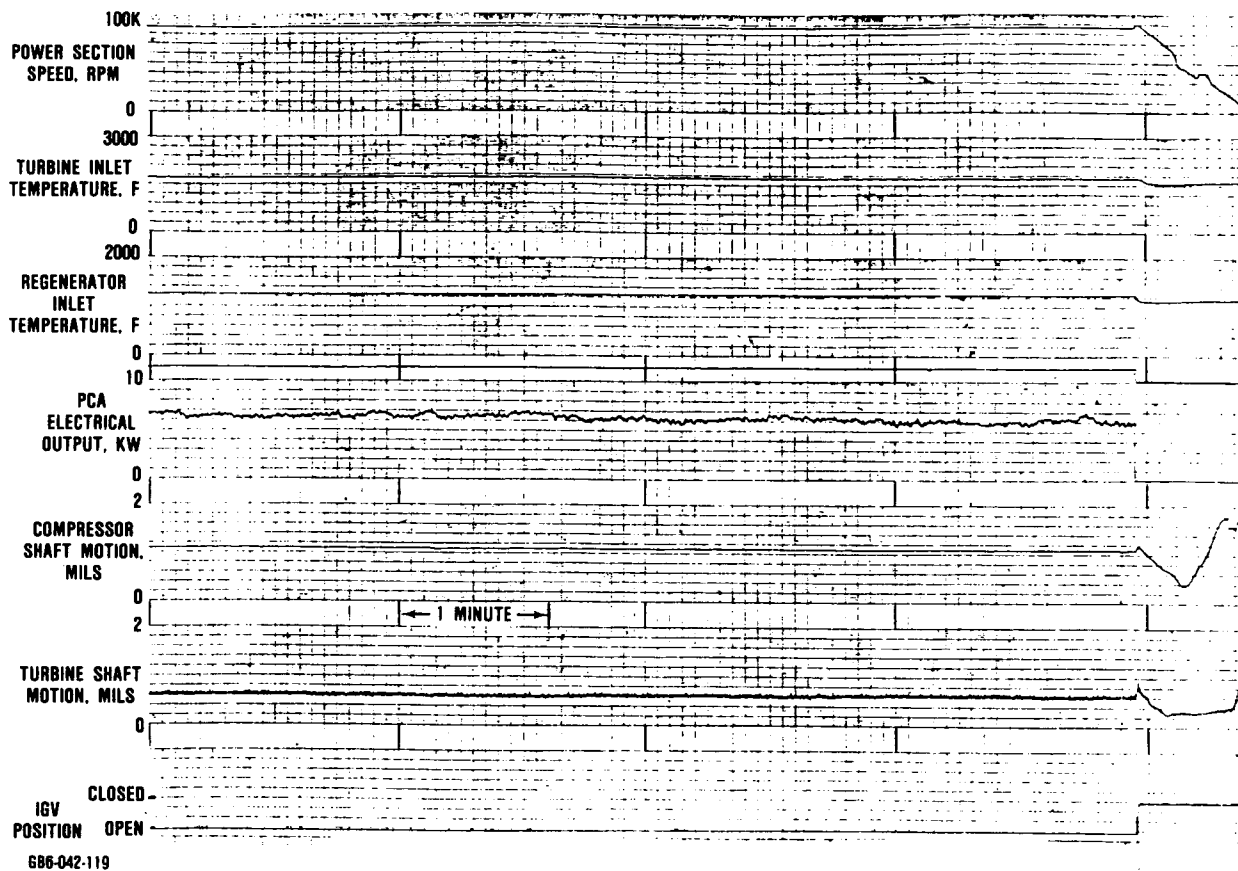 100K
POWER SECTION
SPEED, RPM
0
3000
TURBINE INLET
TEMPERATURE, F
0
2000
REGENERATOR
INLET
TEMPERATURE, F
0
10
PCA
ELECTRICAL
OUTPUT, KW
0
2
COMPRESSOR
SHAFT MOTION,
MILS
0
1 MINUTE
2
TURBINE SHAFT
MOTION, MILS
0
CLOSED
IGV
POSITION OPEN
GB6-042-119